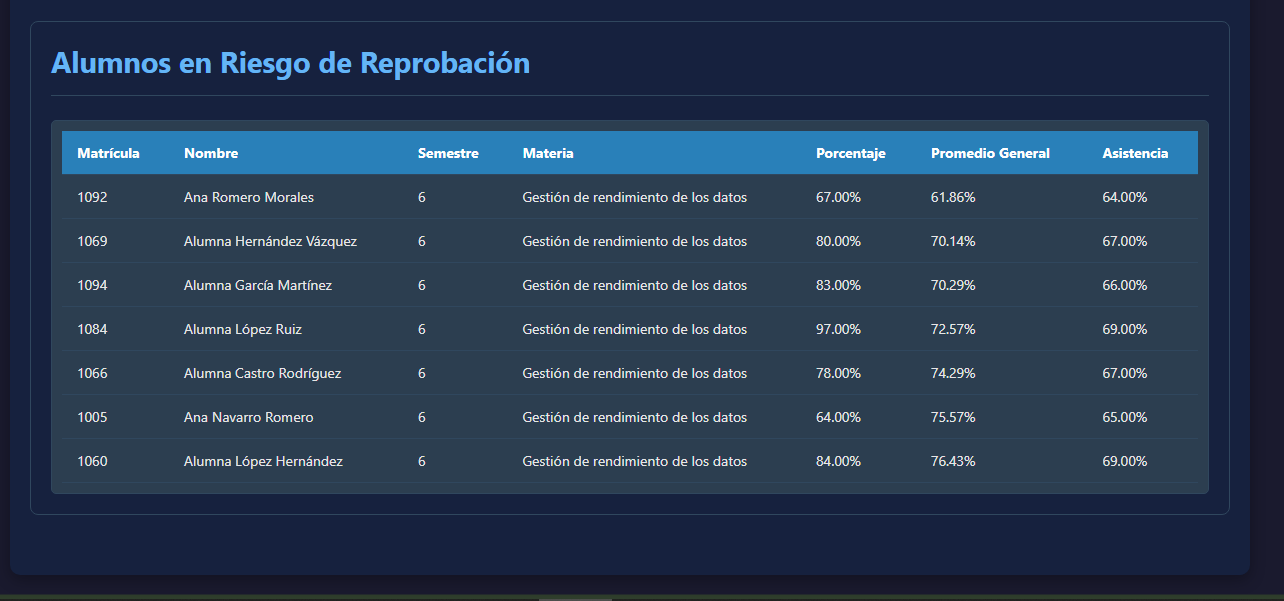 Alumnos en Riesgo de Reprobación
Matrícula Nombre Semestre Materia Porcentaje Promedio General Asistencia
1092 Ana Romero Morales 6 Gestión de rendimiento de los datos 67.00% 61.86% 64.00%
1069 Alumna Hernández Vázquez 6 Gestión de rendimiento de los datos 80.00% 70.14% 67.00%
1094 Alumna García Martínez 6 Gestión de rendimiento de los datos 83.00% 70.29% 66.00%
1084 Alumna López Ruiz 6 Gestión de rendimiento de los datos 97.00% 72.57% 69.00%
1066 Alumna Castro Rodríguez 6 Gestión de rendimiento de los datos 78.00% 74.29% 67.00%
1005 Ana Navarro Romero 6 Gestión de rendimiento de los datos 64.00% 75.57% 65.00%
1060 Alumna López Hernández 6 Gestión de rendimiento de los datos 84.00% 76.43% 69.00%